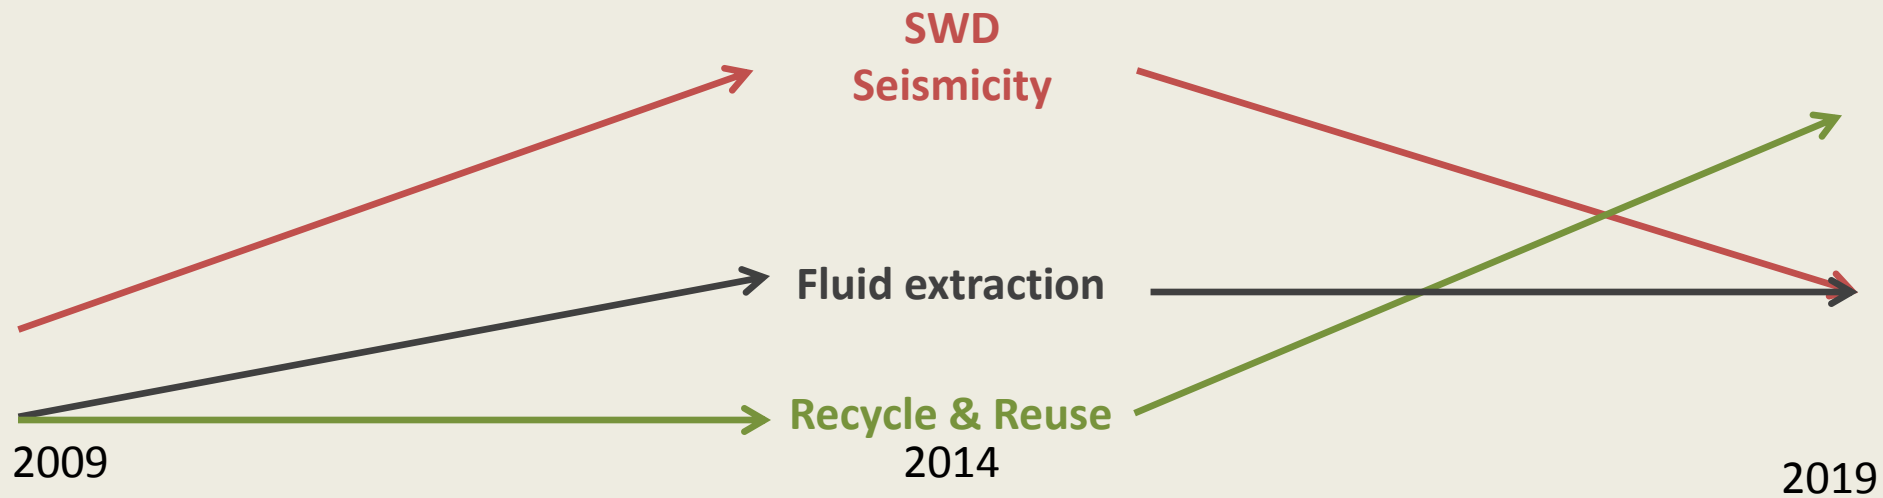 SWD
Seismicity
Fluid extraction
Recycle & Reuse
2009
2014
2019